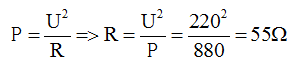 P = U²/R => R = U²/P = 220²/880 = 55Ω